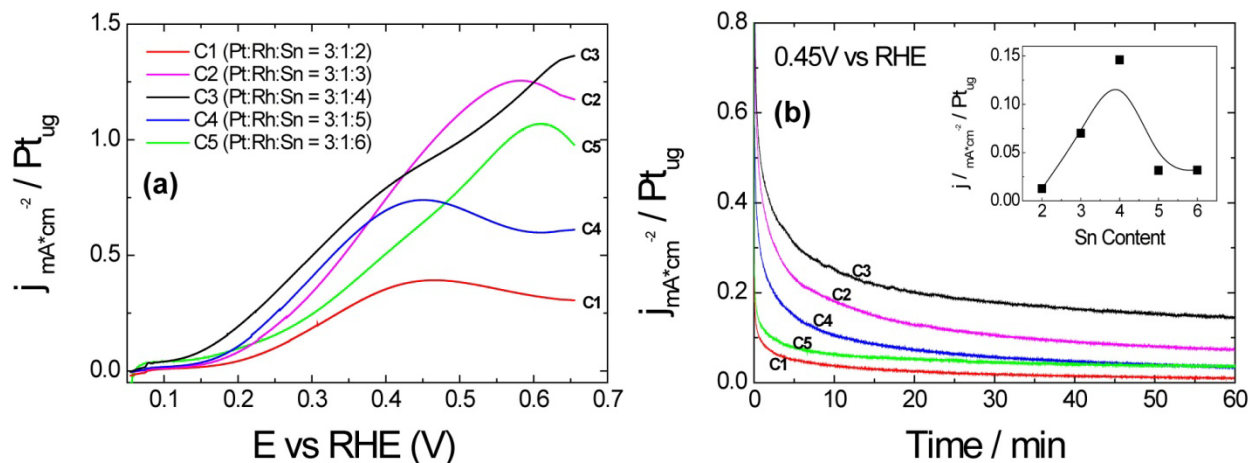 1.5
1.0
0.5
0.0
j mA*cm-2 / Ptug
C1 (Pt:Rh:Sn = 3:1:2)
C2 (Pt:Rh:Sn = 3:1:3)
C3 (Pt:Rh:Sn = 3:1:4)
C4 (Pt:Rh:Sn = 3:1:5)
C5 (Pt:Rh:Sn = 3:1:6)
(a)
C3
C2
C5
C4
C1
0.1 0.2 0.3 0.4 0.5 0.6 0.7
E vs RHE (V)
0.8
0.6
0.4
0.2
0.0
j mA*cm-2 / Ptug
0.45V vs RHE
(b)
0.15
0.10
0.05
0.00
j / mA*cm-2 / Ptug
2 3 4 5 6
Sn Content
C3
C2
C4
C5
C1
0 10 20 30 40 50 60
Time / min